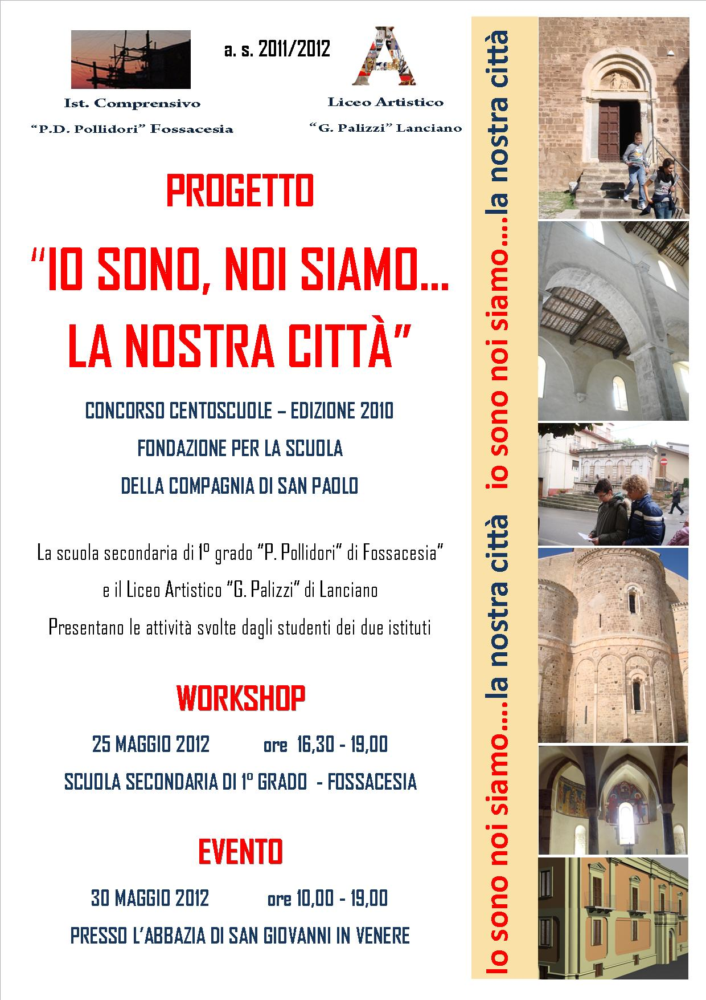 a. s. 2011/2012
Ist. Comprensivo
“P.D. Pollidori” Fossacesia
Liceo Artistico
“G. Palizzi” Lanciano
PROGETTO
“IO SONO, NOI SIAMO...
LA NOSTRA CITTÀ”
CONCORSO CENTOSCUOLE – EDIZIONE 2010
FONDAZIONE PER LA SCUOLA
DELLA COMPAGNIA DI SAN PAOLO
La scuola secondaria di 1° grado “P. Pollidori” di Fossacesia”
e il Liceo Artistico “G. Palizzi” di Lanciano
Presentano le attività svolte dagli studenti dei due istituti
WORKSHOP
25 MAGGIO 2012 ore 16,30 - 19,00
SCUOLA SECONDARIA DI 1° GRADO - FOSSACESIA
EVENTO
30 MAGGIO 2012 ore 10,00 - 19,00
PRESSO L’ABBAZIA DI SAN GIOVANNI IN VENERE
Io sono noi siamo....la nostra città io sono noi siamo....la nostra città